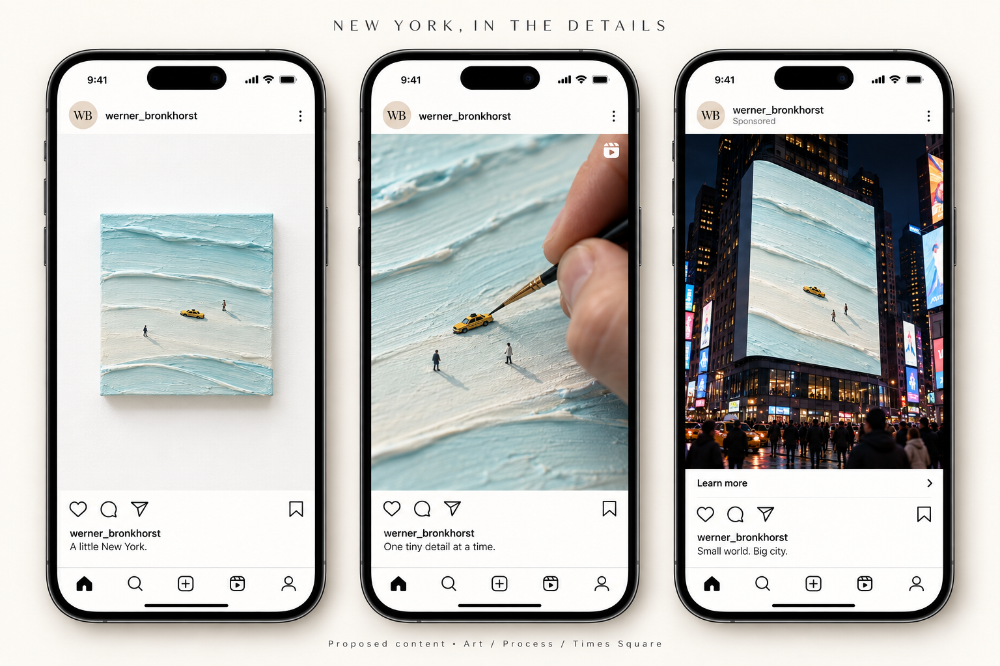 NEW YORK, IN THE DETAILS
9:41
WB
werner_bronkhorst
werner_bronkhorst
A little New York.
9:41
WB
werner_bronkhorst
werner_bronkhorst
One tiny detail at a time.
9:41
WB
werner_bronkhorst
Sponsored
Learn more
werner_bronkhorst
Small world. Big city.
Proposed content • Art / Process / Times Square